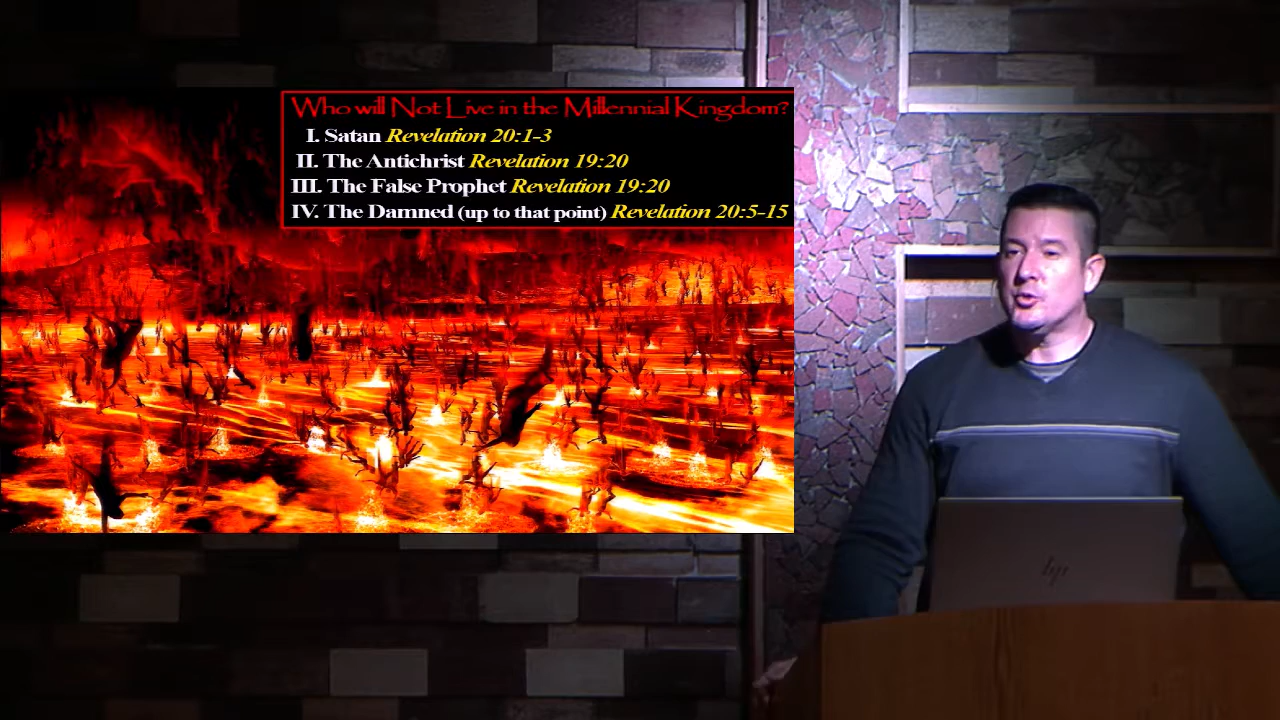 Who will Not Live in the Millennial Kingdom?
I. Satan Revelation 20:1-3
II. The Antichrist Revelation 19:20
III. The False Prophet Revelation 19:20
IV. The Damned (up to that point) Revelation 20:5-15
hp